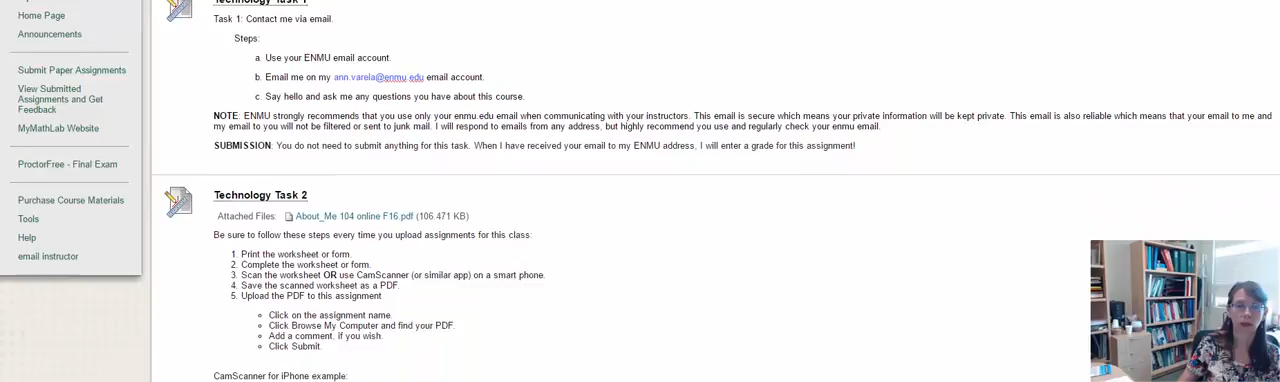 Home Page
Announcements
Submit Paper Assignments
View Submitted
Assignments and Get
Feedback
MyMathLab Website
ProctorFree - Final Exam
Purchase Course Materials
Tools
Help
email instructor
Technology Task 1
Task 1: Contact me via email.
Steps:
a. Use your ENMU email account.
b. Email me on my ann.varela@enmu.edu email account.
c. Say hello and ask me any questions you have about this course.
NOTE: ENMU strongly recommends that you use only your enmu.edu email when communicating with your instructors. This email is secure which means your private information will be kept private. This email is also reliable which means that your email to me and
my email to you will not be filtered or sent to junk mail. I will respond to emails from any address, but highly recommend you use and regularly check your enmu email.
SUBMISSION: You do not need to submit anything for this task. When I have received your email to my ENMU address, I will enter a grade for this assignment!
Technology Task 2
Attached Files: About_Me 104 online F16.pdf (106.471 KB)
Be sure to follow these steps every time you upload assignments for this class:
1. Print the worksheet or form.
2. Complete the worksheet or form.
3. Scan the worksheet OR use CamScanner (or similar app) on a smart phone.
4. Save the scanned worksheet as a PDF.
5. Upload the PDF to this assignment
Click on the assignment name.
Click Browse My Computer and find your PDF.
Add a comment, if you wish.
Click Submit.
CamScanner for iPhone example: